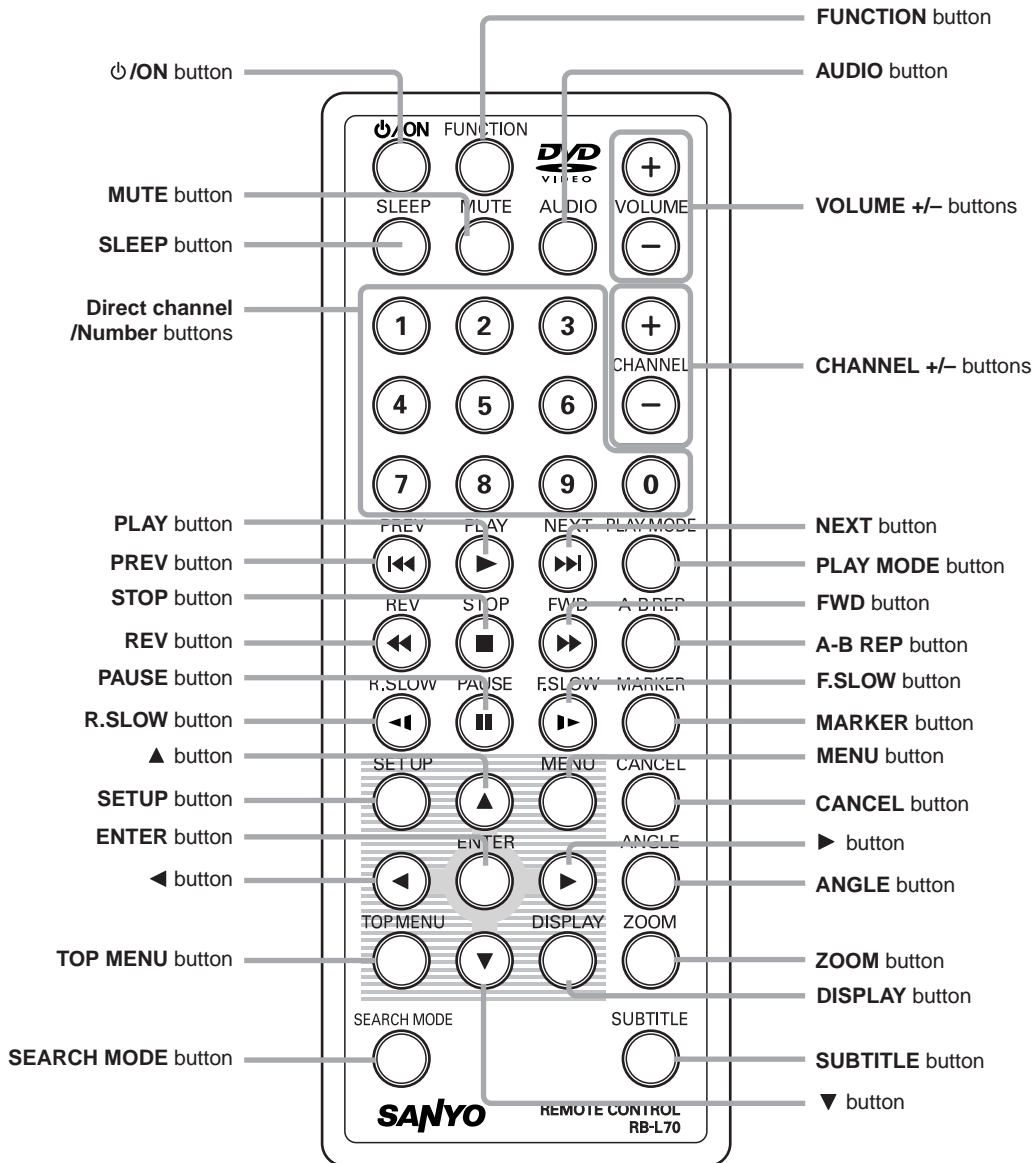 FUNCTION button
⏻/ON button
AUDIO button
⏻/ON FUNCTION
DVD
VIDEO
+
MUTE button
SLEEP MUTE AUDIO VOLUME
VOLUME +/– buttons
SLEEP button
–
Direct channel
/Number buttons
1 2 3 +
CHANNEL
CHANNEL +/– buttons
4 5 6 –
7 8 9 0
PREV PLAY NEXT PLAY MODE
PLAY button
NEXT button
PREV button
PLAY MODE button
STOP button
REV STOP FWD A-B REP
FWD button
REV button
A-B REP button
PAUSE button
R.SLOW PAUSE F.SLOW MARKER
F.SLOW button
R.SLOW button
MARKER button
▲ button
MENU button
SETUP MENU CANCEL
SETUP button
CANCEL button
ENTER button
ENTER ANGLE
► button
◄ button
ANGLE button
TOP MENU DISPLAY ZOOM
TOP MENU button
ZOOM button
DISPLAY button
SEARCH MODE SUBTITLE
SEARCH MODE button
SUBTITLE button
▼ button
SANYO
REMOTE CONTROL
RB-L70